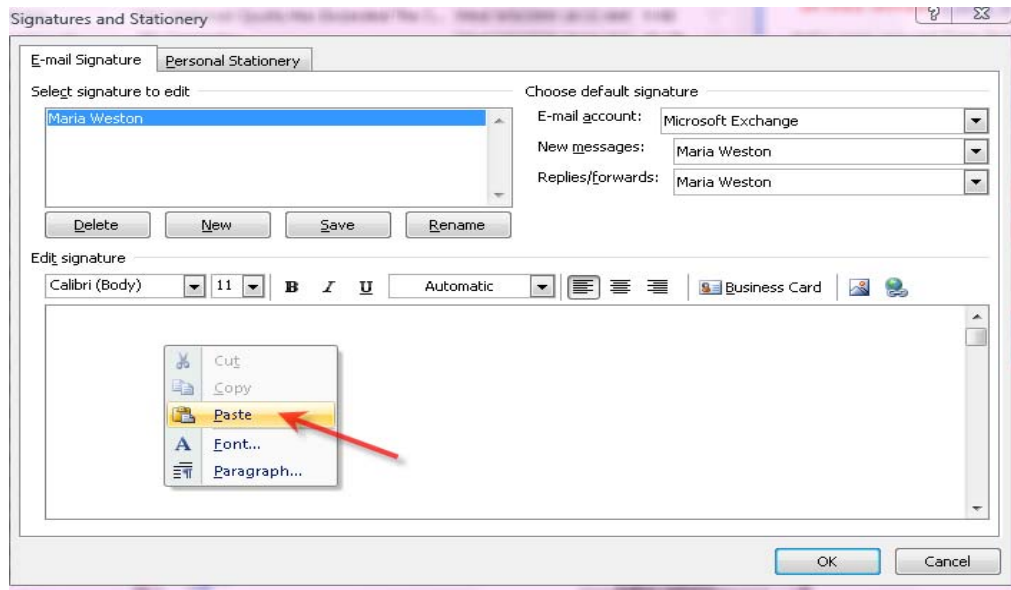 Signatures and Stationery
E-mail Signature Personal Stationery
Select signature to edit Choose default signature
Maria Weston E-mail account: Microsoft Exchange
New messages: Maria Weston
Replies/forwards: Maria Weston
Delete New Save Rename
Edit signature
Calibri (Body) 11 B I U Automatic Business Card
Cut
Copy
Paste
A Font...
Paragraph...
OK Cancel